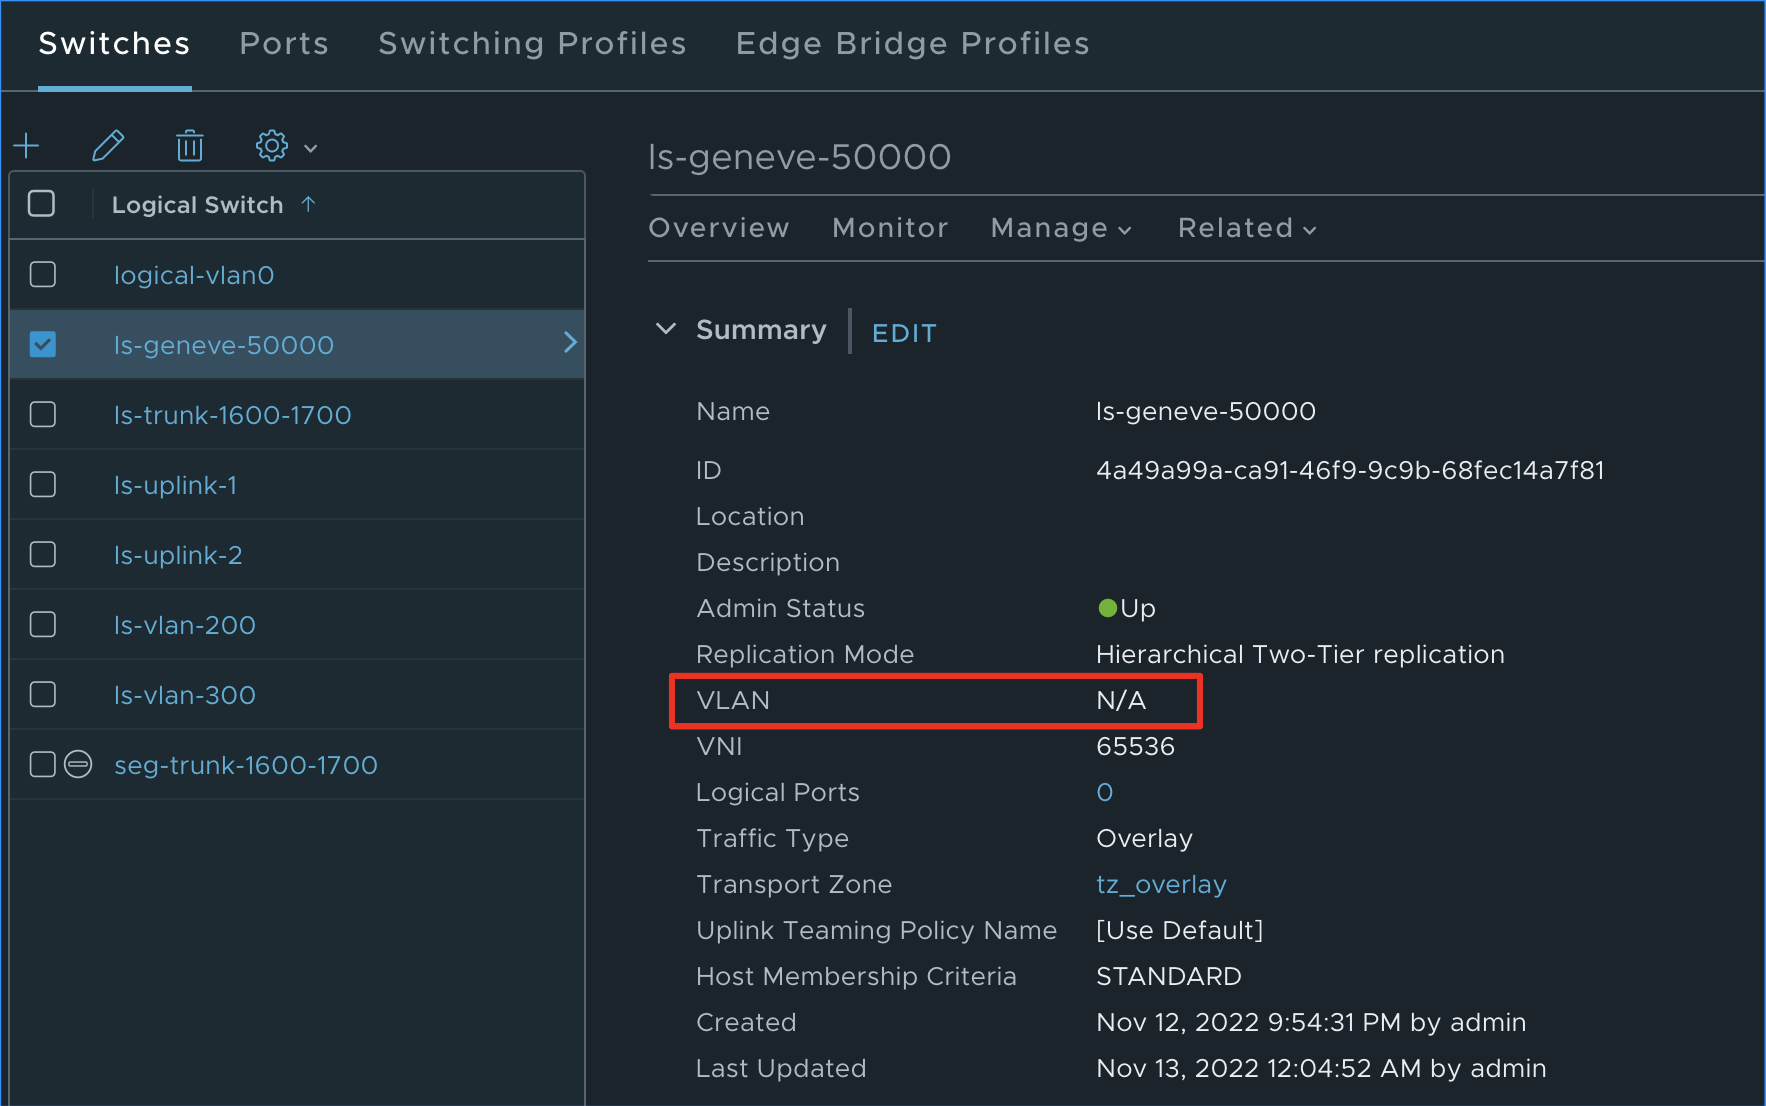 Switches Ports Switching Profiles Edge Bridge Profiles
Logical Switch
logical-vlan0
ls-geneve-50000
ls-trunk-1600-1700
ls-uplink-1
ls-uplink-2
ls-vlan-200
ls-vlan-300
seg-trunk-1600-1700
ls-geneve-50000
Overview Monitor Manage Related
Summary EDIT
Name ls-geneve-50000
ID 4a49a99a-ca91-46f9-9c9b-68fec14a7f81
Location
Description
Admin Status Up
Replication Mode Hierarchical Two-Tier replication
VLAN N/A
VNI 65536
Logical Ports 0
Traffic Type Overlay
Transport Zone tz_overlay
Uplink Teaming Policy Name [Use Default]
Host Membership Criteria STANDARD
Created Nov 12, 2022 9:54:31 PM by admin
Last Updated Nov 13, 2022 12:04:52 AM by admin